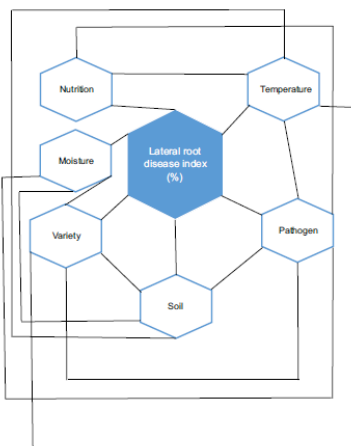 Nutrition
Temperature
Moisture
Lateral root
disease index
(%)
Variety
Pathogen
Soil